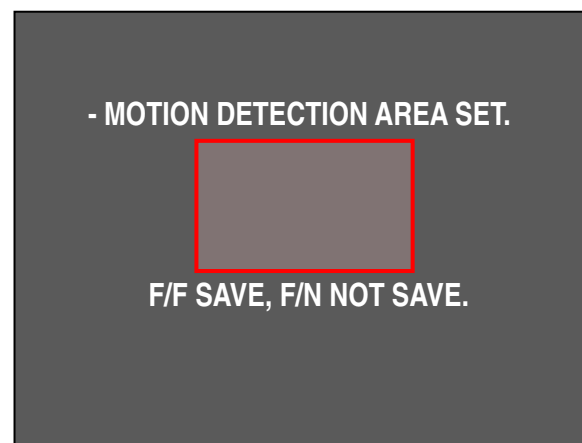 - MOTION DETECTION AREA SET.
F/F SAVE, F/N NOT SAVE.